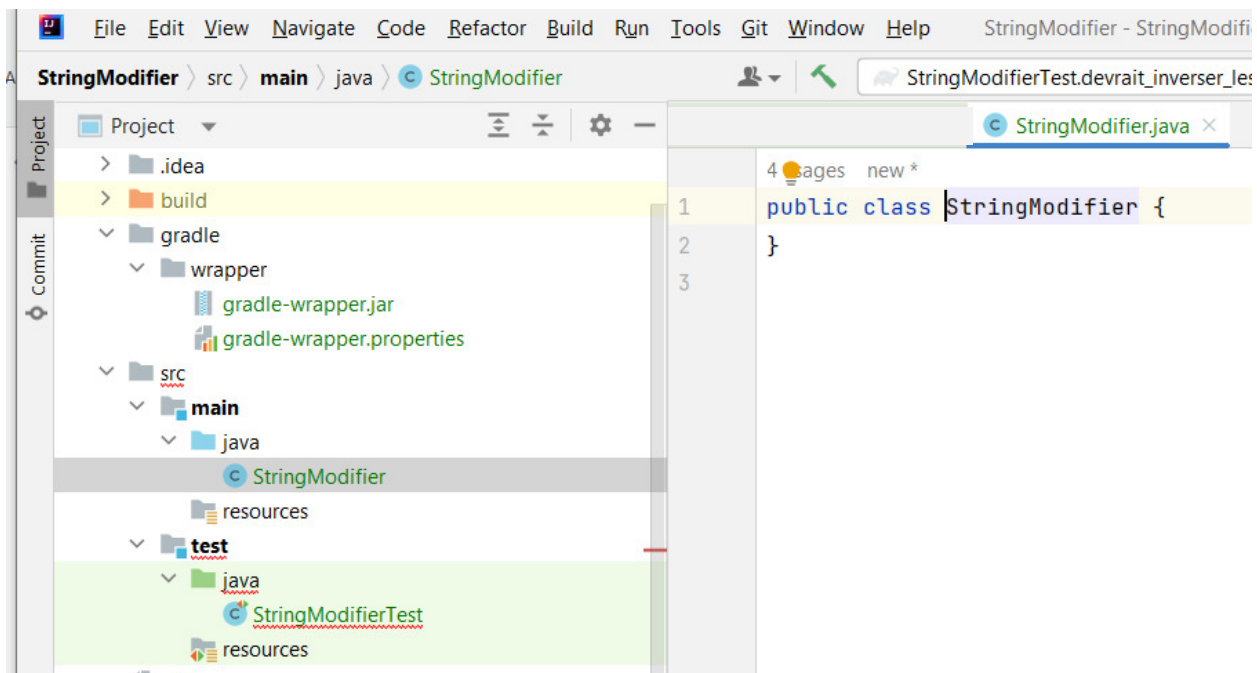 File Edit View Navigate Code Refactor Build Run Tools Git Window Help StringModifier - StringModifi
StringModifier src main java StringModifier StringModifierTest.devrait_inverser_les
Project
Commit
Project
.idea
build
gradle
wrapper
gradle-wrapper.jar
gradle-wrapper.properties
src
main
java
StringModifier
resources
test
java
StringModifierTest
resources
StringModifier.java
4 new *
1 public class StringModifier {
2 }
3